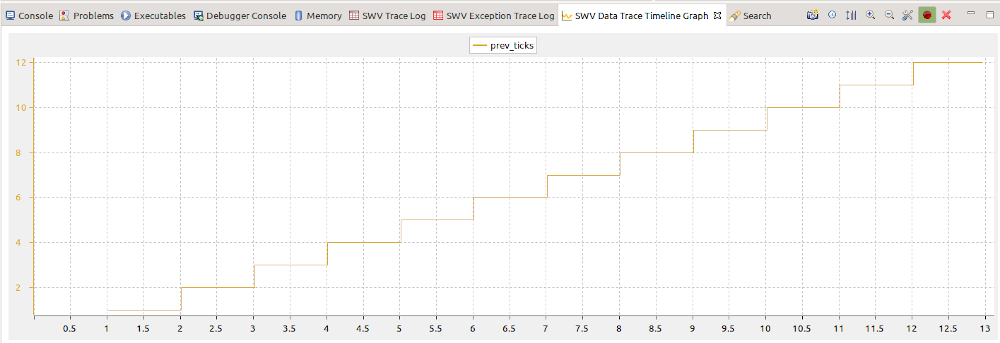 Console Problems Executables Debugger Console Memory SWV Trace Log SWV Exception Trace Log SWV Data Trace Timeline Graph Search
prev_ticks
12
10
8
6
4
2
0.5 1 1.5 2 2.5 3 3.5 4 4.5 5 5.5 6 6.5 7 7.5 8 8.5 9 9.5 10 10.5 11 11.5 12 12.5 13